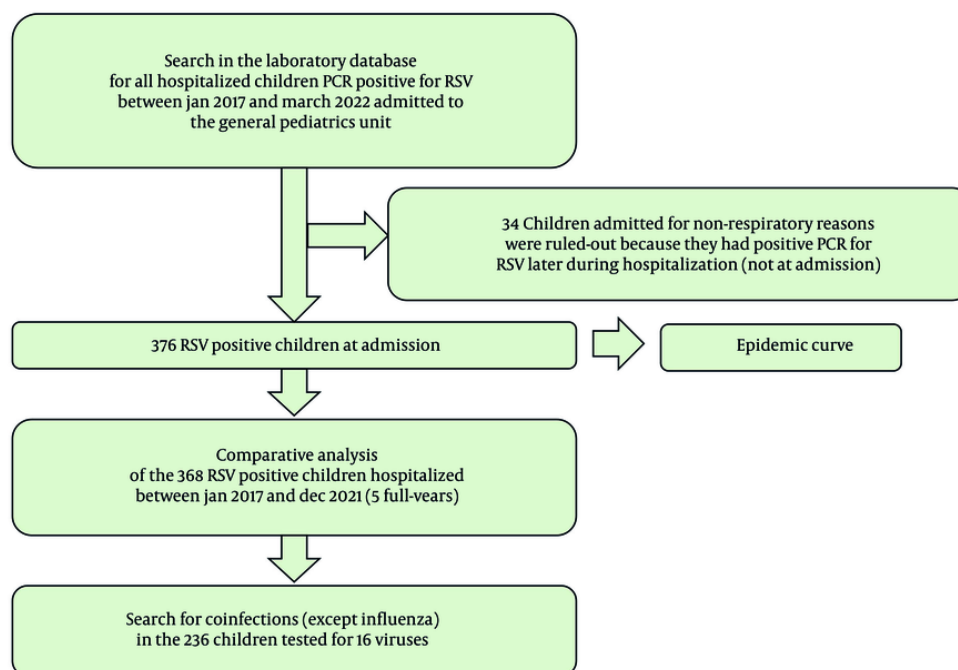 Search in the laboratory database
for all hospitalized children PCR positive for RSV
between jan 2017 and march 2022 admitted to
the general pediatrics unit
34 Children admitted for non-respiratory reasons
were ruled-out because they had positive PCR for
RSV later during hospitalization (not at admission)
376 RSV positive children at admission
Epidemic curve
Comparative analysis
of the 368 RSV positive children hospitalized
between jan 2017 and dec 2021 (5 full-years)
Search for coinfections (except influenza)
in the 236 children tested for 16 viruses